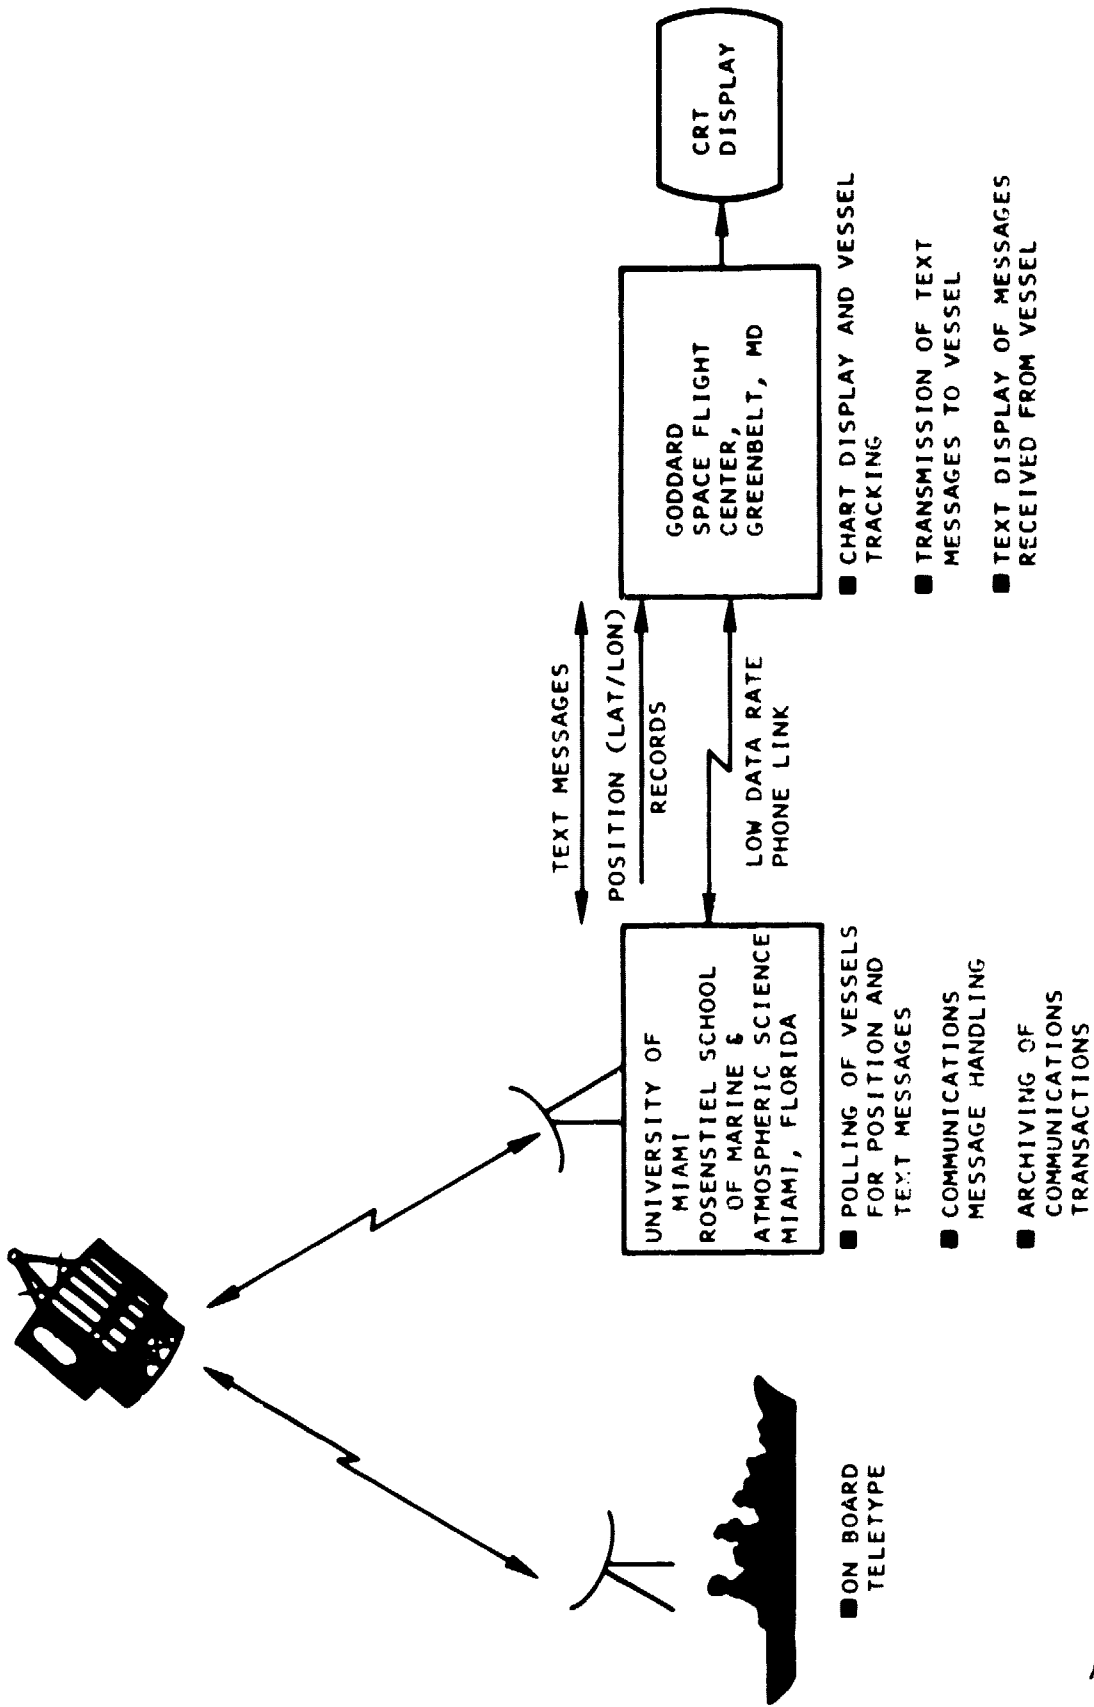 TEXT MESSAGES
POSITION (LAT/LON)
RECORDS
LOW DATA RATE
PHONE LINK
UNIVERSITY OF
MIAMI
ROSENSTIEL SCHOOL
OF MARINE &
ATMOSPHERIC SCIENCE
MIAMI, FLORIDA
GODDARD
SPACE FLIGHT
CENTER,
GREENBELT, MD
CRT
DISPLAY
■ ON BOARD
TELETYPE
■ POLLING OF VESSELS
FOR POSITION AND
TEXT MESSAGES
■ COMMUNICATIONS
MESSAGE HANDLING
■ ARCHIVING OF
COMMUNICATIONS
TRANSACTIONS
■ CHART DISPLAY AND VESSEL
TRACKING
■ TRANSMISSION OF TEXT
MESSAGES TO VESSEL
■ TEXT DISPLAY OF MESSAGES
RECEIVED FROM VESSEL